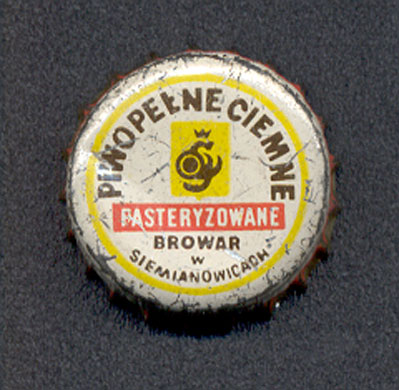 PIWO PEŁNE CIEMNE
PASTERYZOWANE
BROWAR
W
SIEMIANOWICACH